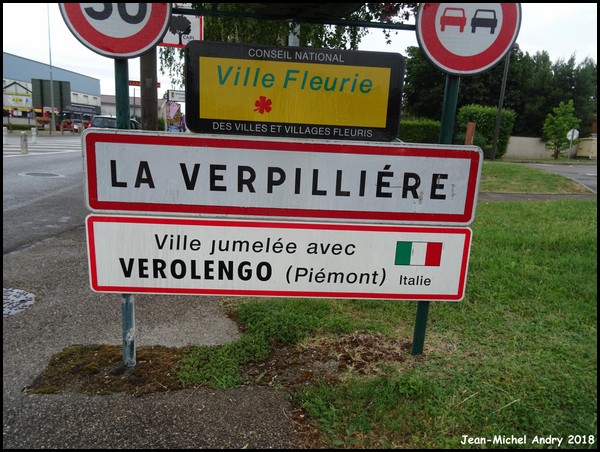 50
CONSEIL NATIONAL
Ville Fleurie
DES VILLES ET VILLAGES FLEURIS
LA VERPILLIÉRE
Ville jumelée avec
VEROLENGO (Piémont)
Italie
Jean-Michel Andry 2018